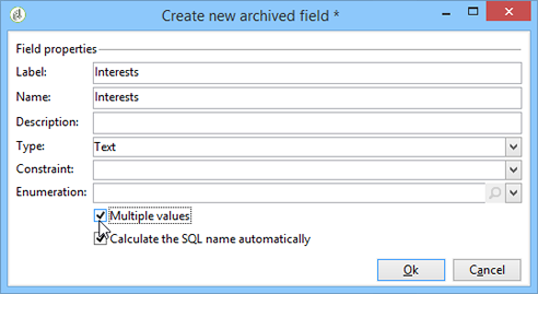 Create new archived field *
Field properties
Label: Interests
Name: Interests
Description:
Type: Text
Constraint:
Enumeration:
Multiple values
Calculate the SQL name automatically
Ok Cancel